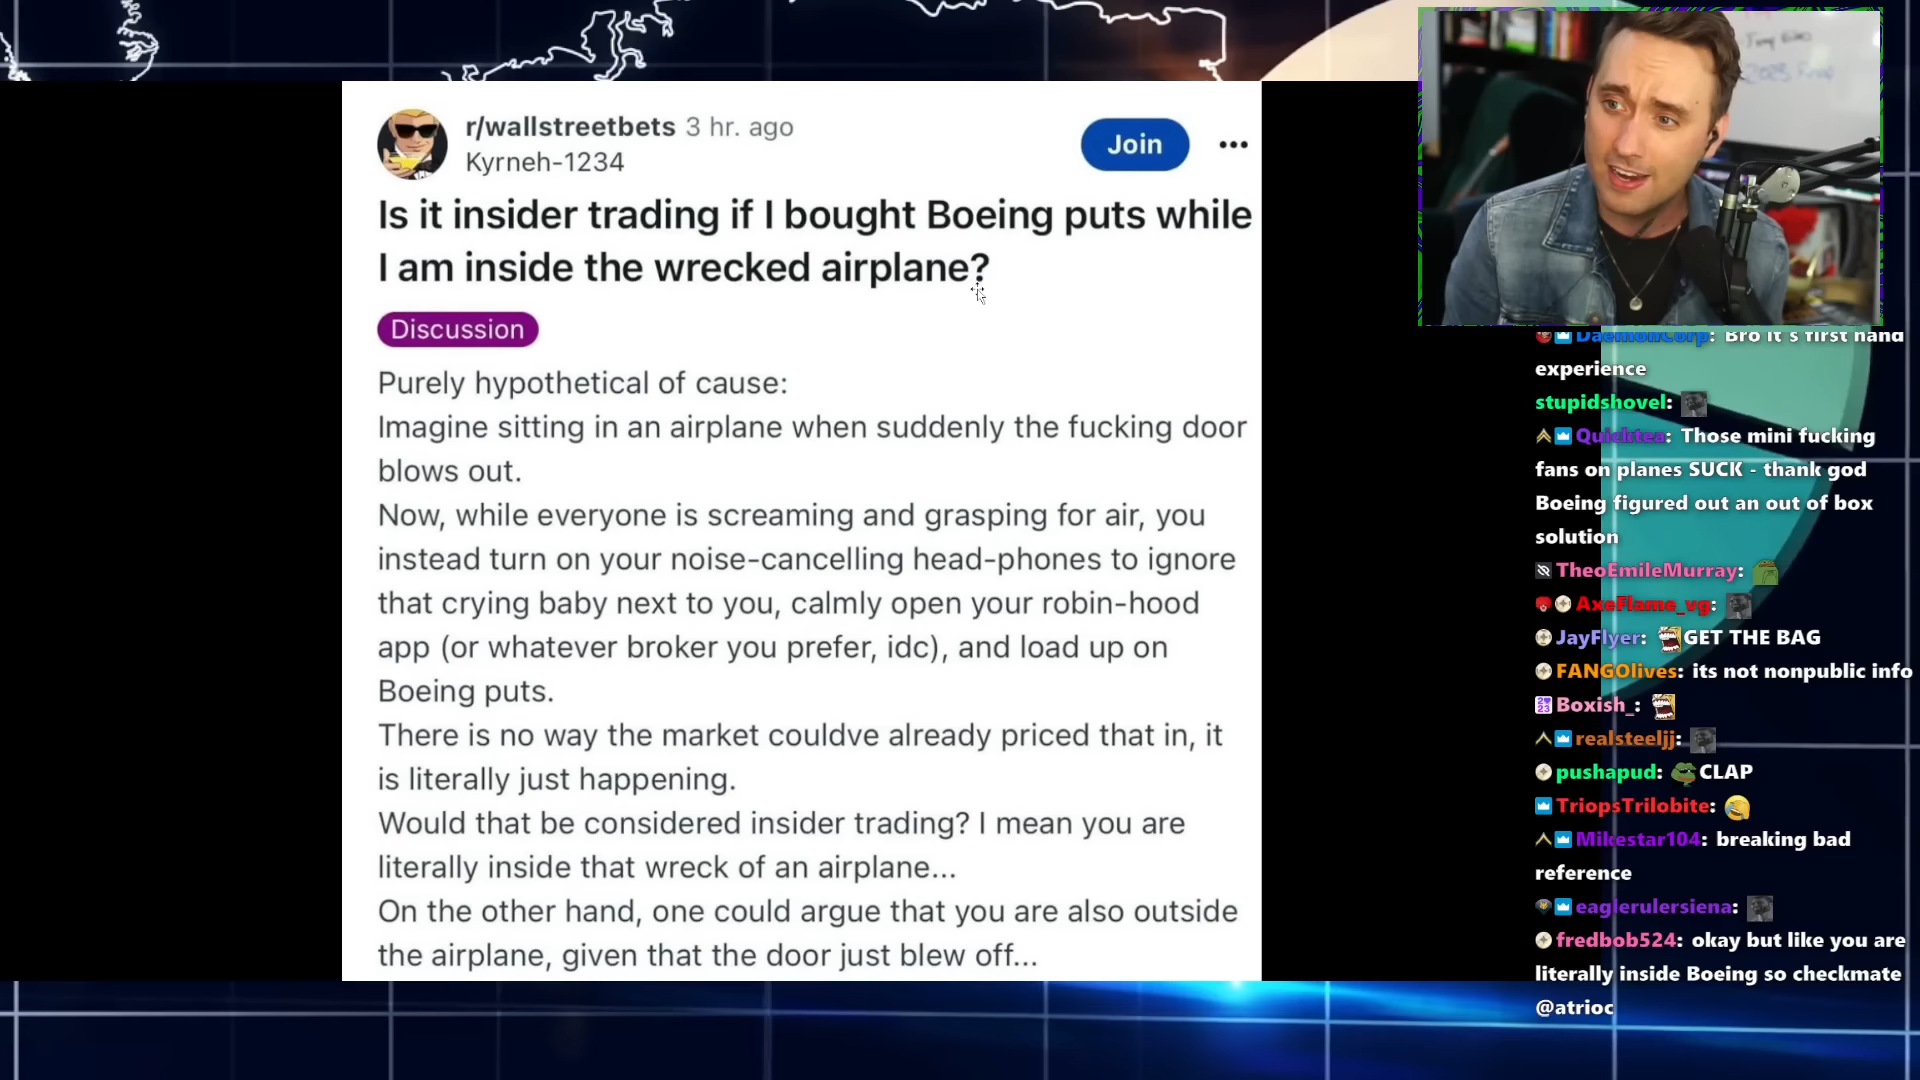 r/wallstreetbets 3 hr. ago
Kyrneh-1234
Join
Is it insider trading if I bought Boeing puts while
I am inside the wrecked airplane?
Discussion
Purely hypothetical of cause:
Imagine sitting in an airplane when suddenly the fucking door
blows out.
Now, while everyone is screaming and grasping for air, you
instead turn on your noise-cancelling head-phones to ignore
that crying baby next to you, calmly open your robin-hood
app (or whatever broker you prefer, idc), and load up on
Boeing puts.
There is no way the market couldve already priced that in, it
is literally just happening.
Would that be considered insider trading? I mean you are
literally inside that wreck of an airplane...
On the other hand, one could argue that you are also outside
the airplane, given that the door just blew off...
DaemonCorp: Bro it's first hand
experience
stupidshovel:
Quicktea: Those mini fucking
fans on planes SUCK - thank god
Boeing figured out an out of box
solution
TheoEmileMurray:
AxeFlame_vg:
JayFlyer: GET THE BAG
FANGOlives: its not nonpublic info
Boxish_:
realsteeljj:
pushapud: CLAP
TriopsTrilobite:
Mikestar104: breaking bad
reference
eaglerulersiena:
fredbob524: okay but like you are
literally inside Boeing so checkmate
@atrioc